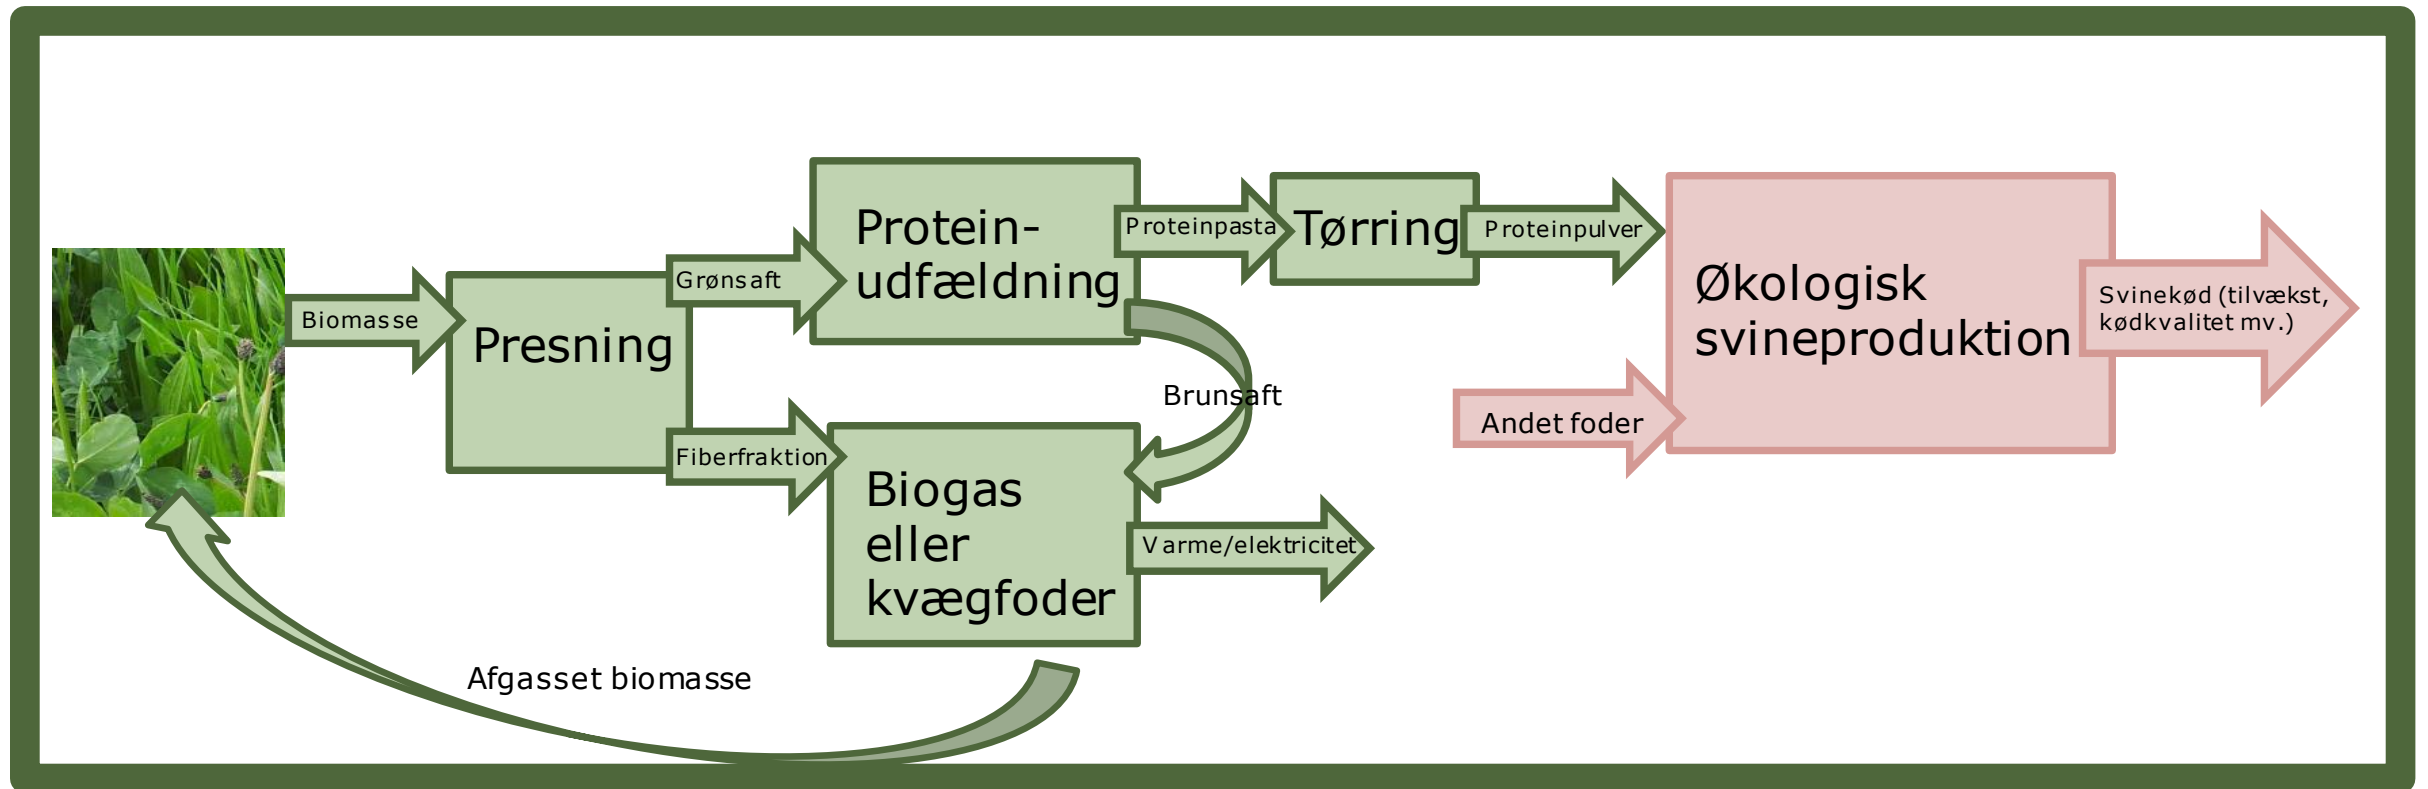 Biomasse
Presning
Grønsaft
Fiberfraktion
Protein-
udfældning
Proteinpasta
Tørring
Proteinpulver
Brunsaft
Biogas
eller
kvægfoder
Varme/elektricitet
Afgasset biomasse
Andet foder
Økologisk
svineproduktion
Svinekød (tilvækst,
kødkvalitet mv.)